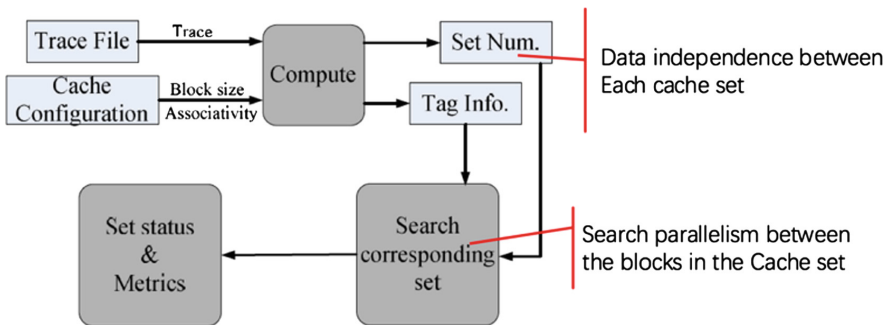 Trace File
Trace
Cache
Configuration
Block size
Associativity
Compute
Set Num.
Tag Info.
Data independence between
Each cache set
Set status
&
Metrics
Search
corresponding
set
Search parallelism between
the blocks in the Cache set